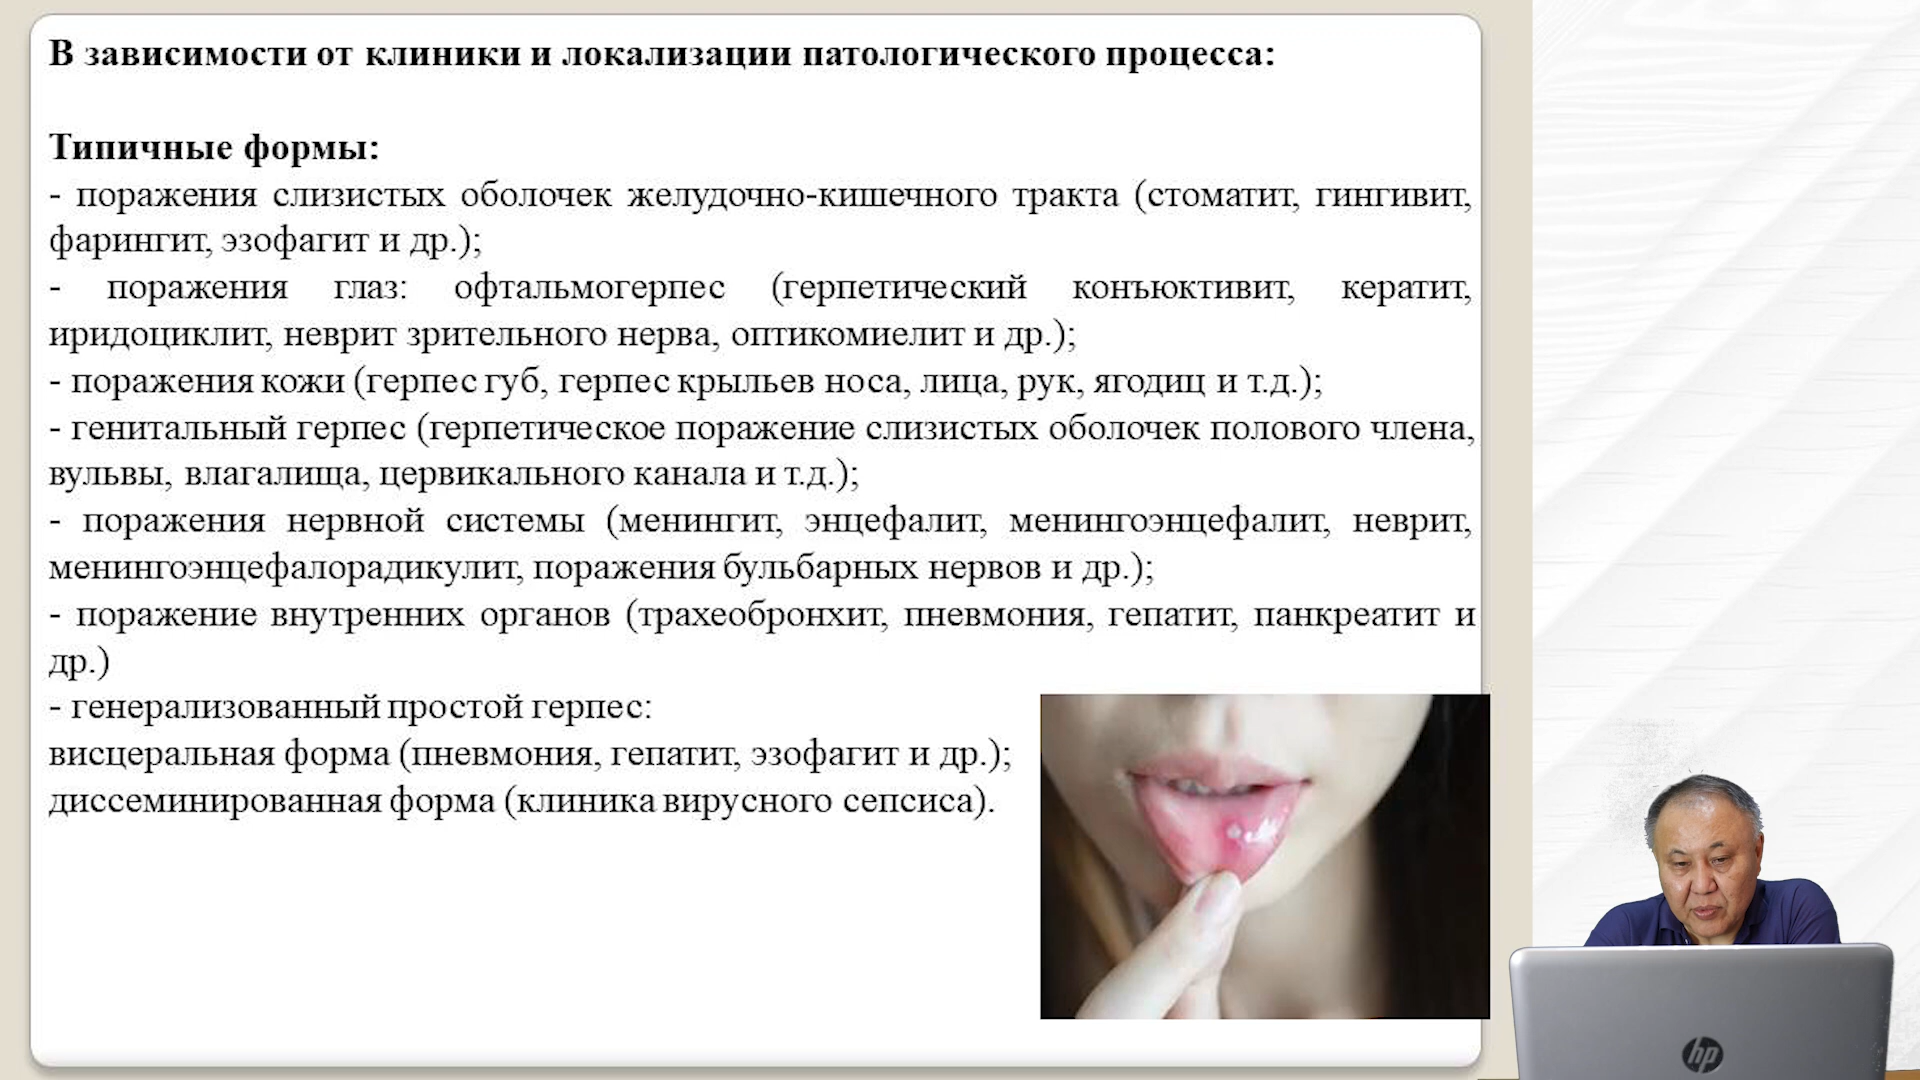 В зависимости от клиники и локализации патологического процесса:
Типичные формы:
- поражения слизистых оболочек желудочно-кишечного тракта (стоматит, гингивит,
фарингит, эзофагит и др.);
- поражения глаз: офтальмогерпес (герпетический конъюктивит, кератит,
иридоциклит, неврит зрительного нерва, оптикомиелит и др.);
- поражения кожи (герпес губ, герпес крыльев носа, лица, рук, ягодиц и т.д.);
- генитальный герпес (герпетическое поражение слизистых оболочек полового члена,
вульвы, влагалища, цервикального канала и т.д.);
- поражения нервной системы (менингит, энцефалит, менингоэнцефалит, неврит,
менингоэнцефалорадикулит, поражения бульбарных нервов и др.);
- поражение внутренних органов (трахеобронхит, пневмония, гепатит, панкреатит и
др.)
- генерализованный простой герпес:
висцеральная форма (пневмония, гепатит, эзофагит и др.);
диссеминированная форма (клиника вирусного сепсиса).
hp